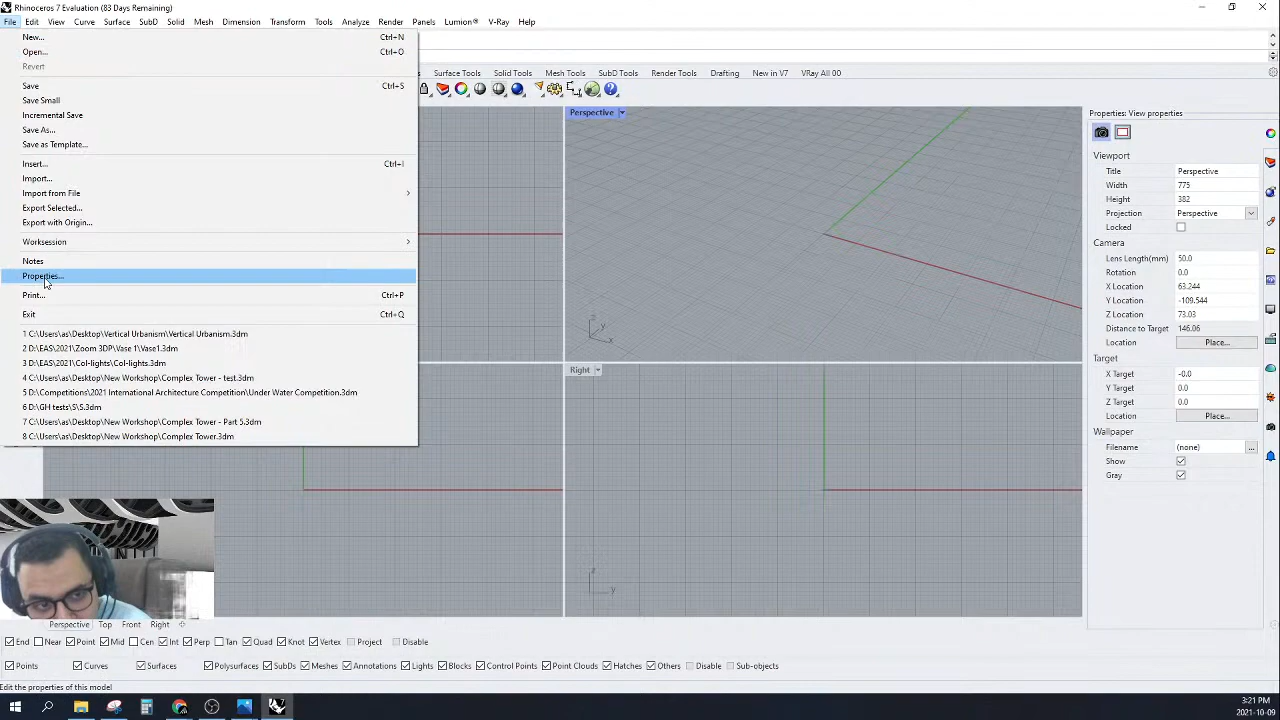 Rhinoceros 7 Evaluation (83 Days Remaining)
File Edit View Curve Surface SubD Solid Mesh Dimension Transform Tools Analyze Render Panels Lumion® V-Ray Help
New... Ctrl+N
Open... Ctrl+O
Revert
Save Ctrl+S
Save Small
Incremental Save
Save As...
Save as Template...
Insert... Ctrl+I
Import...
Import from File
Export Selected...
Export with Origin...
Worksession
Notes
Properties...
Print... Ctrl+P
Exit Ctrl+Q
1 C:\Users\as\Desktop\Vertical Urbanism\Vertical Urbanism.3dm
2 D:\EAS\2021\Zoom 3DP\Vase 1\Vase1.3dm
3 D:\EAS\2021\Col-lights\Col-lights.3dm
4 C:\Users\as\Desktop\New Workshop\Complex Tower - test.3dm
5 D:\Competitions\2021 International Architecture Competition\Under Water Competition.3dm
6 D:\GH tests\S\S.3dm
7 C:\Users\as\Desktop\New Workshop\Complex Tower - Part 5.3dm
8 C:\Users\as\Desktop\New Workshop\Complex Tower.3dm
Surface Tools Solid Tools Mesh Tools SubD Tools Render Tools Drafting New in V7 VRay All 00
Perspective
z
y
x
Right
z
y
Properties: View properties
Viewport
Title Perspective
Width 775
Height 382
Projection Perspective
Locked
Camera
Lens Length(mm) 50.0
Rotation 0.0
X Location 63.244
Y Location -109.544
Z Location 73.03
Distance to Target 146.06
Location Place...
Target
X Target -0.0
Y Target 0.0
Z Target 0.0
Location Place...
Wallpaper
Filename (none) ...
Show
Gray
Perspective Top Front Right
End Near Point Mid Cen Int Perp Tan Quad Knot Vertex Project Disable
Points Curves Surfaces Polysurfaces SubDs Meshes Annotations Lights Blocks Control Points Point Clouds Hatches Others Disable Sub-objects
Edit the properties of this model
3:21 PM
2021-10-09